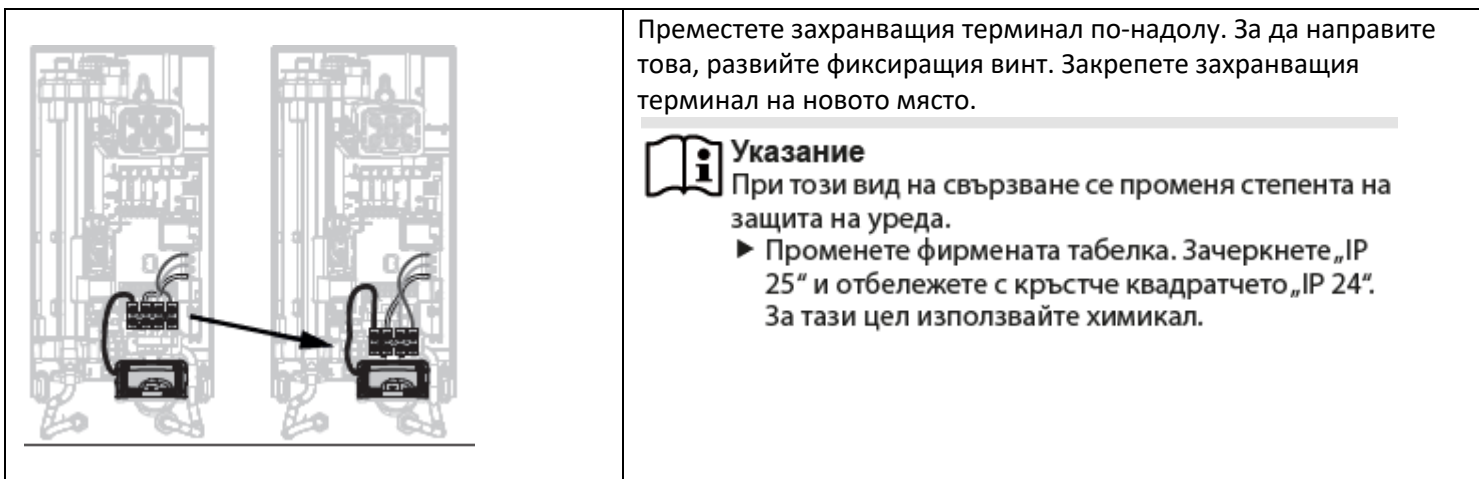 Преместете захранващия терминал по-надолу. За да направите
това, развийте фиксиращия винт. Закрепете захранващия
терминал на новото място.
Указание
При този вид на свързване се променя степента на
защита на уреда.
▶ Променете фирмената табелка. Зачеркнете „IP
25“ и отбележете с кръстче квадратчето „IP 24“.
За тази цел използвайте химикал.